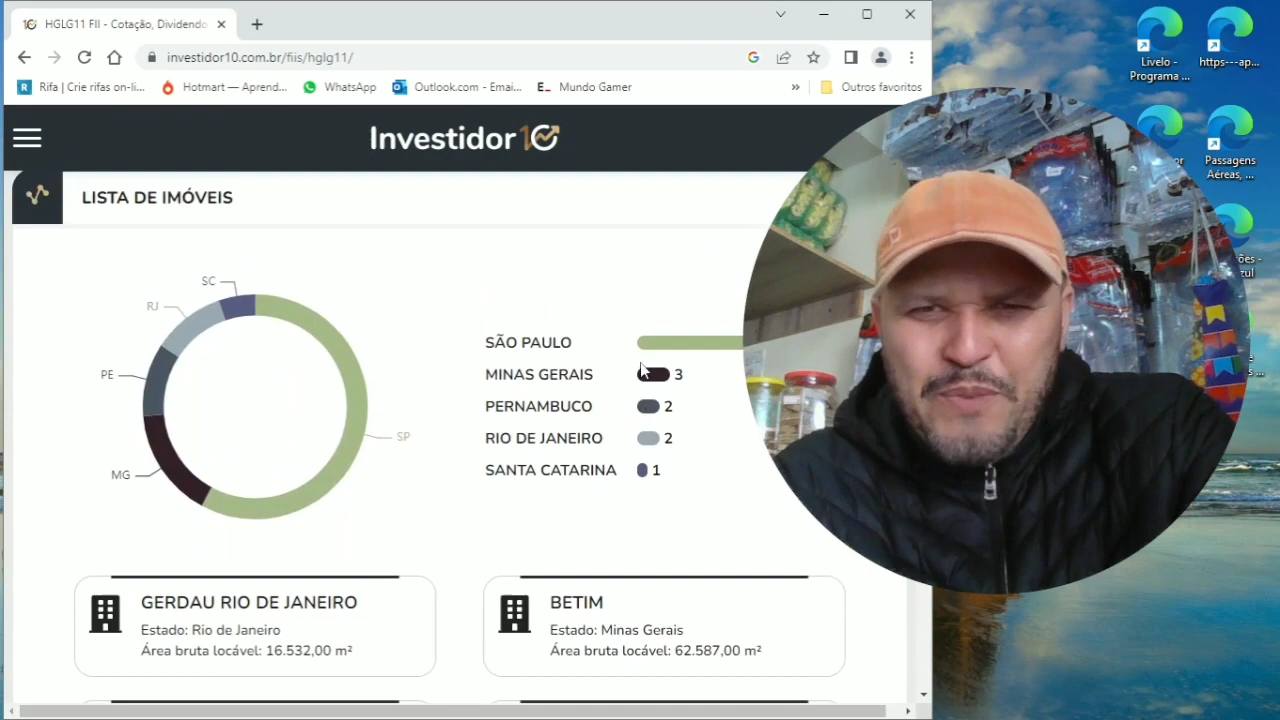 HGLG11 FII - Cotação, Dividendo
investidor10.com.br/fiis/hglg11/
Rifa | Crie rifas on-li...
Hotmart — Aprend...
WhatsApp
Outlook.com - Emai...
E_ Mundo Gamer
»
Outros favoritos
Investidor 10
LISTA DE IMÓVEIS
SC
RJ
PE
MG
SP
SÃO PAULO
MINAS GERAIS 3
PERNAMBUCO 2
RIO DE JANEIRO 2
SANTA CATARINA 1
GERDAU RIO DE JANEIRO
Estado: Rio de Janeiro
Área bruta locável: 16.532,00 m²
BETIM
Estado: Minas Gerais
Área bruta locável: 62.587,00 m²
Livelo -
Programa ...
https---ap...
Passagens
Aéreas, ...